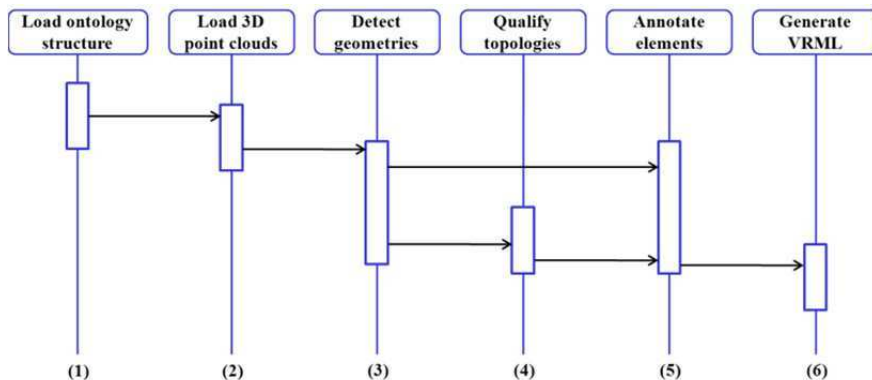 Load ontology
structure
Load 3D
point clouds
Detect
geometries
Qualify
topologies
Annotate
elements
Generate
VRML
(1)
(2)
(3)
(4)
(5)
(6)